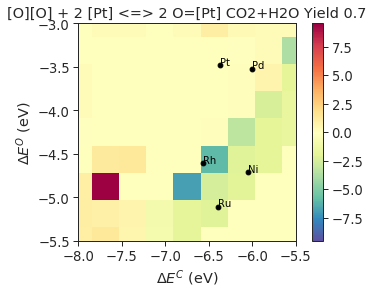 [O][O] + 2 [Pt] <=> 2 O=[Pt] CO2+H2O Yield 0.7
−3.0
−3.5
−4.0
−4.5
−5.0
−5.5
ΔE^O (eV)
Pt
Pd
Rh
Ni
Ru
−8.0 −7.5 −7.0 −6.5 −6.0 −5.5
ΔE^C (eV)
7.5
5.0
2.5
0.0
−2.5
−5.0
−7.5